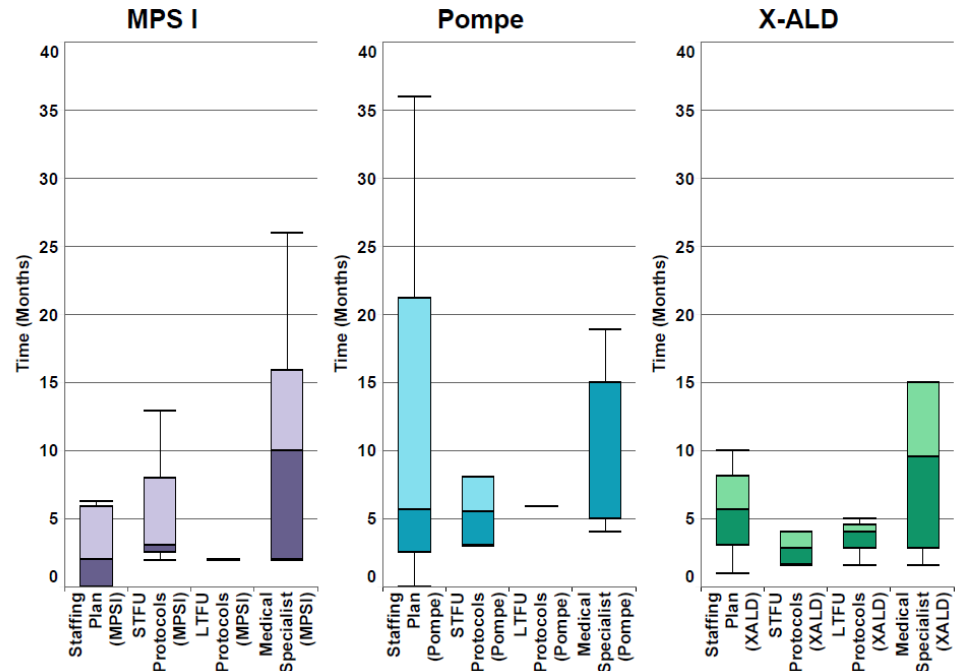 MPS I
Pompe
X-ALD
Time (Months)
40
35
30
25
20
15
10
5
0
Staffing
Plan
(MPSI)
STFU
Protocols
(MPSI)
LTFU
Protocols
(MPSI)
Medical
Specialist
(MPSI)
Time (Months)
40
35
30
25
20
15
10
5
0
Staffing
Plan
(Pompe)
STFU
Protocols
(Pompe)
LTFU
Protocols
(Pompe)
Medical
Specialist
(Pompe)
Time (Months)
40
35
30
25
20
15
10
5
0
Staffing
Plan
(XALD)
STFU
Protocols
(XALD)
LTFU
Protocols
(XALD)
Medical
Specialist
(XALD)